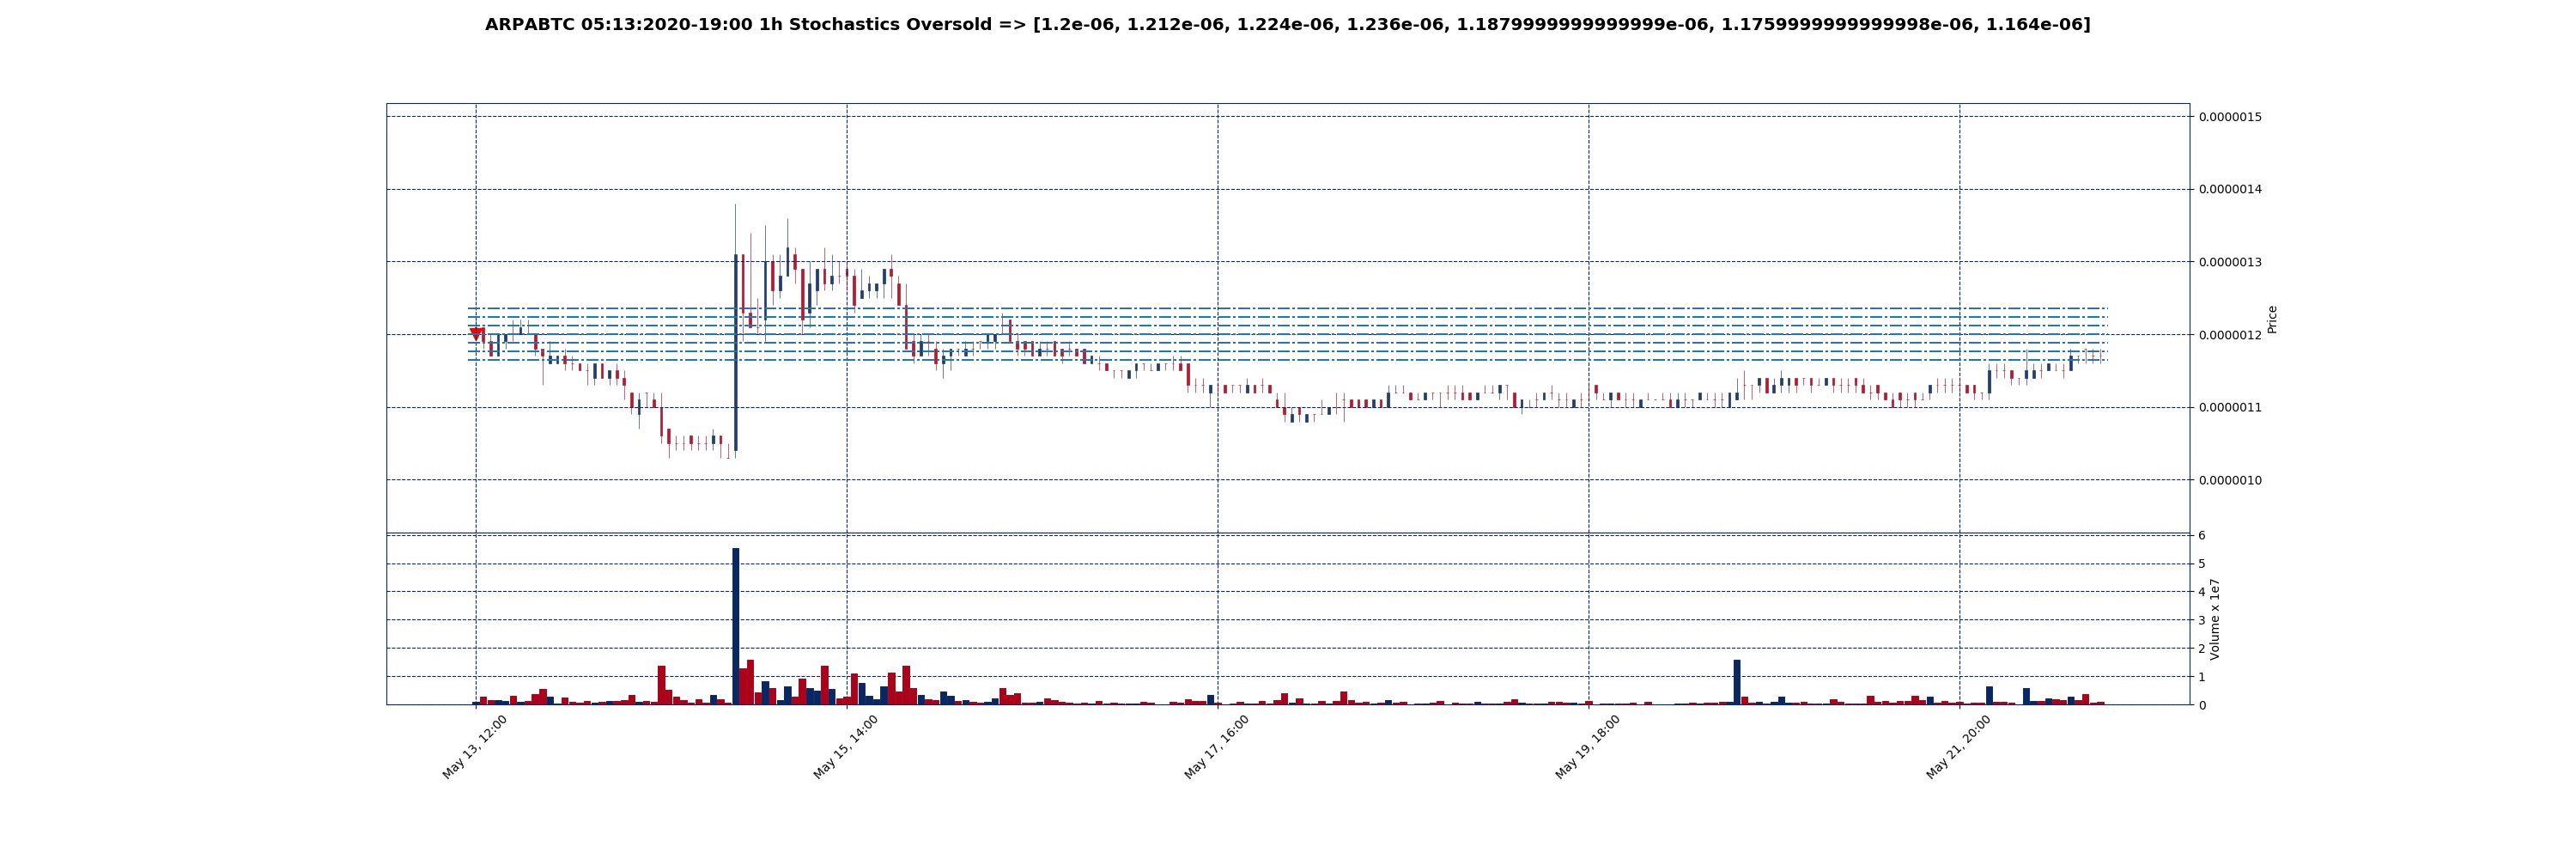 ARPABTC 05:13:2020-19:00 1h Stochastics Oversold => [1.2e-06, 1.212e-06, 1.224e-06, 1.236e-06, 1.1879999999999999e-06, 1.1759999999999998e-06, 1.164e-06]
0.0000015
0.0000014
0.0000013
0.0000012
0.0000011
0.0000010
Price
6
5
4
3
2
1
0
Volume x 1e7
May 13, 12:00
May 15, 14:00
May 17, 16:00
May 19, 18:00
May 21, 20:00